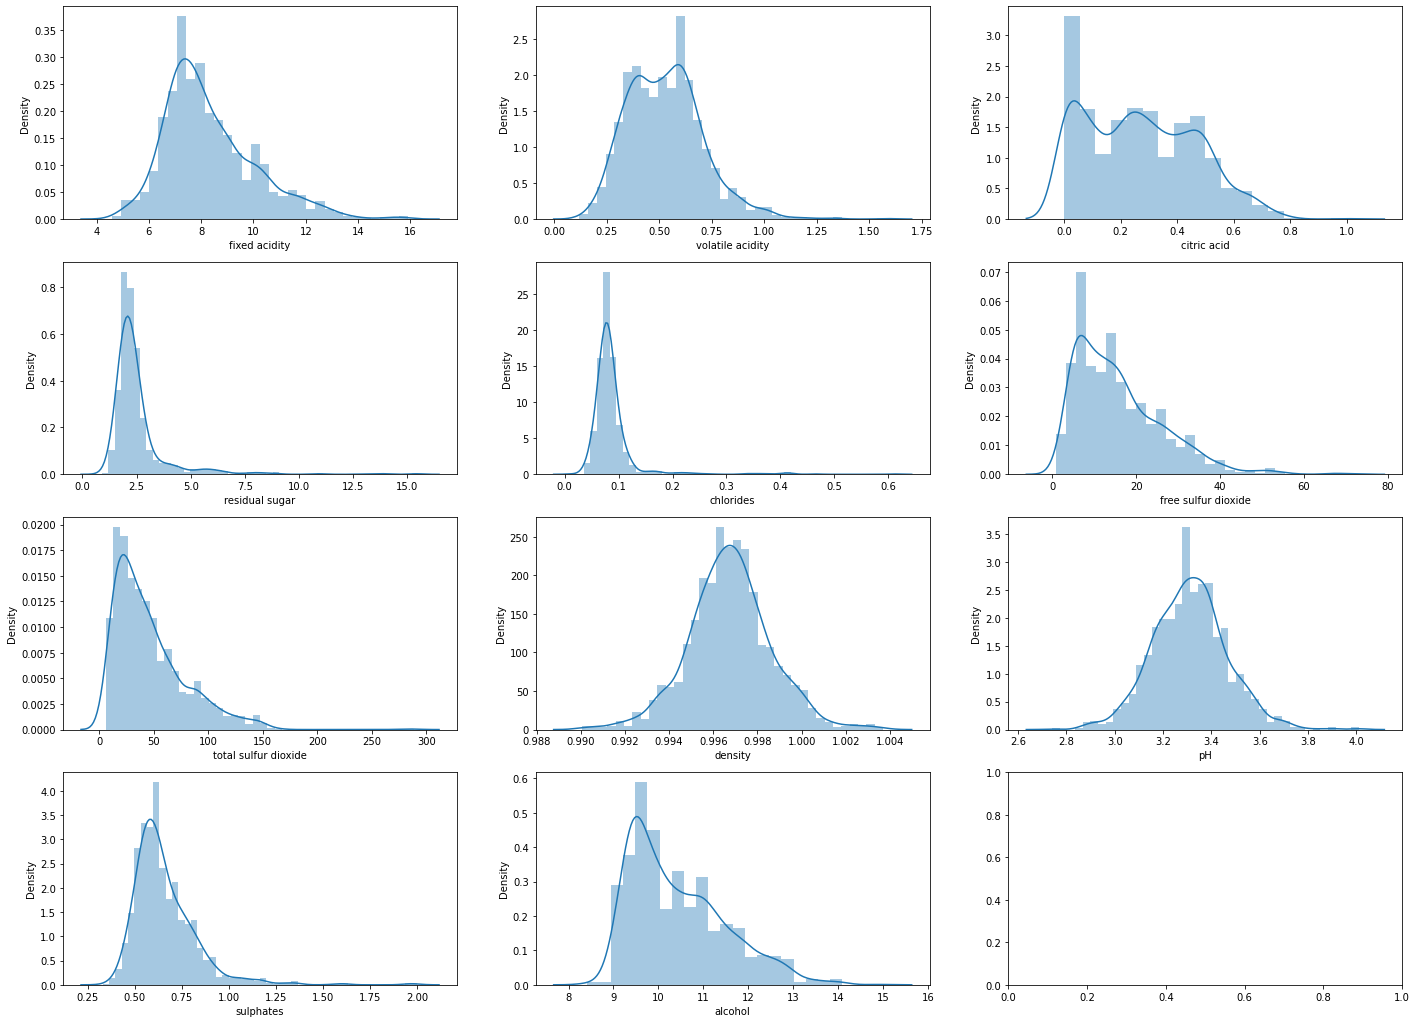 Density
0.00 0.05 0.10 0.15 0.20 0.25 0.30 0.35
4 6 8 10 12 14 16
fixed acidity
Density
0.0 0.5 1.0 1.5 2.0 2.5
0.00 0.25 0.50 0.75 1.00 1.25 1.50 1.75
volatile acidity
Density
0.0 0.5 1.0 1.5 2.0 2.5 3.0
0.0 0.2 0.4 0.6 0.8 1.0
citric acid
Density
0.0 0.2 0.4 0.6 0.8
0.0 2.5 5.0 7.5 10.0 12.5 15.0
residual sugar
Density
0 5 10 15 20 25
0.0 0.1 0.2 0.3 0.4 0.5 0.6
chlorides
Density
0.00 0.01 0.02 0.03 0.04 0.05 0.06 0.07
0 20 40 60 80
free sulfur dioxide
Density
0.0000 0.0025 0.0050 0.0075 0.0100 0.0125 0.0150 0.0175 0.0200
0 50 100 150 200 250 300
total sulfur dioxide
Density
0 50 100 150 200 250
0.988 0.990 0.992 0.994 0.996 0.998 1.000 1.002 1.004
density
Density
0.0 0.5 1.0 1.5 2.0 2.5 3.0 3.5
2.6 2.8 3.0 3.2 3.4 3.6 3.8 4.0
pH
Density
0.0 0.5 1.0 1.5 2.0 2.5 3.0 3.5 4.0
0.25 0.50 0.75 1.00 1.25 1.50 1.75 2.00
sulphates
Density
0.0 0.1 0.2 0.3 0.4 0.5 0.6
8 9 10 11 12 13 14 15 16
alcohol
0.0 0.2 0.4 0.6 0.8 1.0
0.0 0.2 0.4 0.6 0.8 1.0